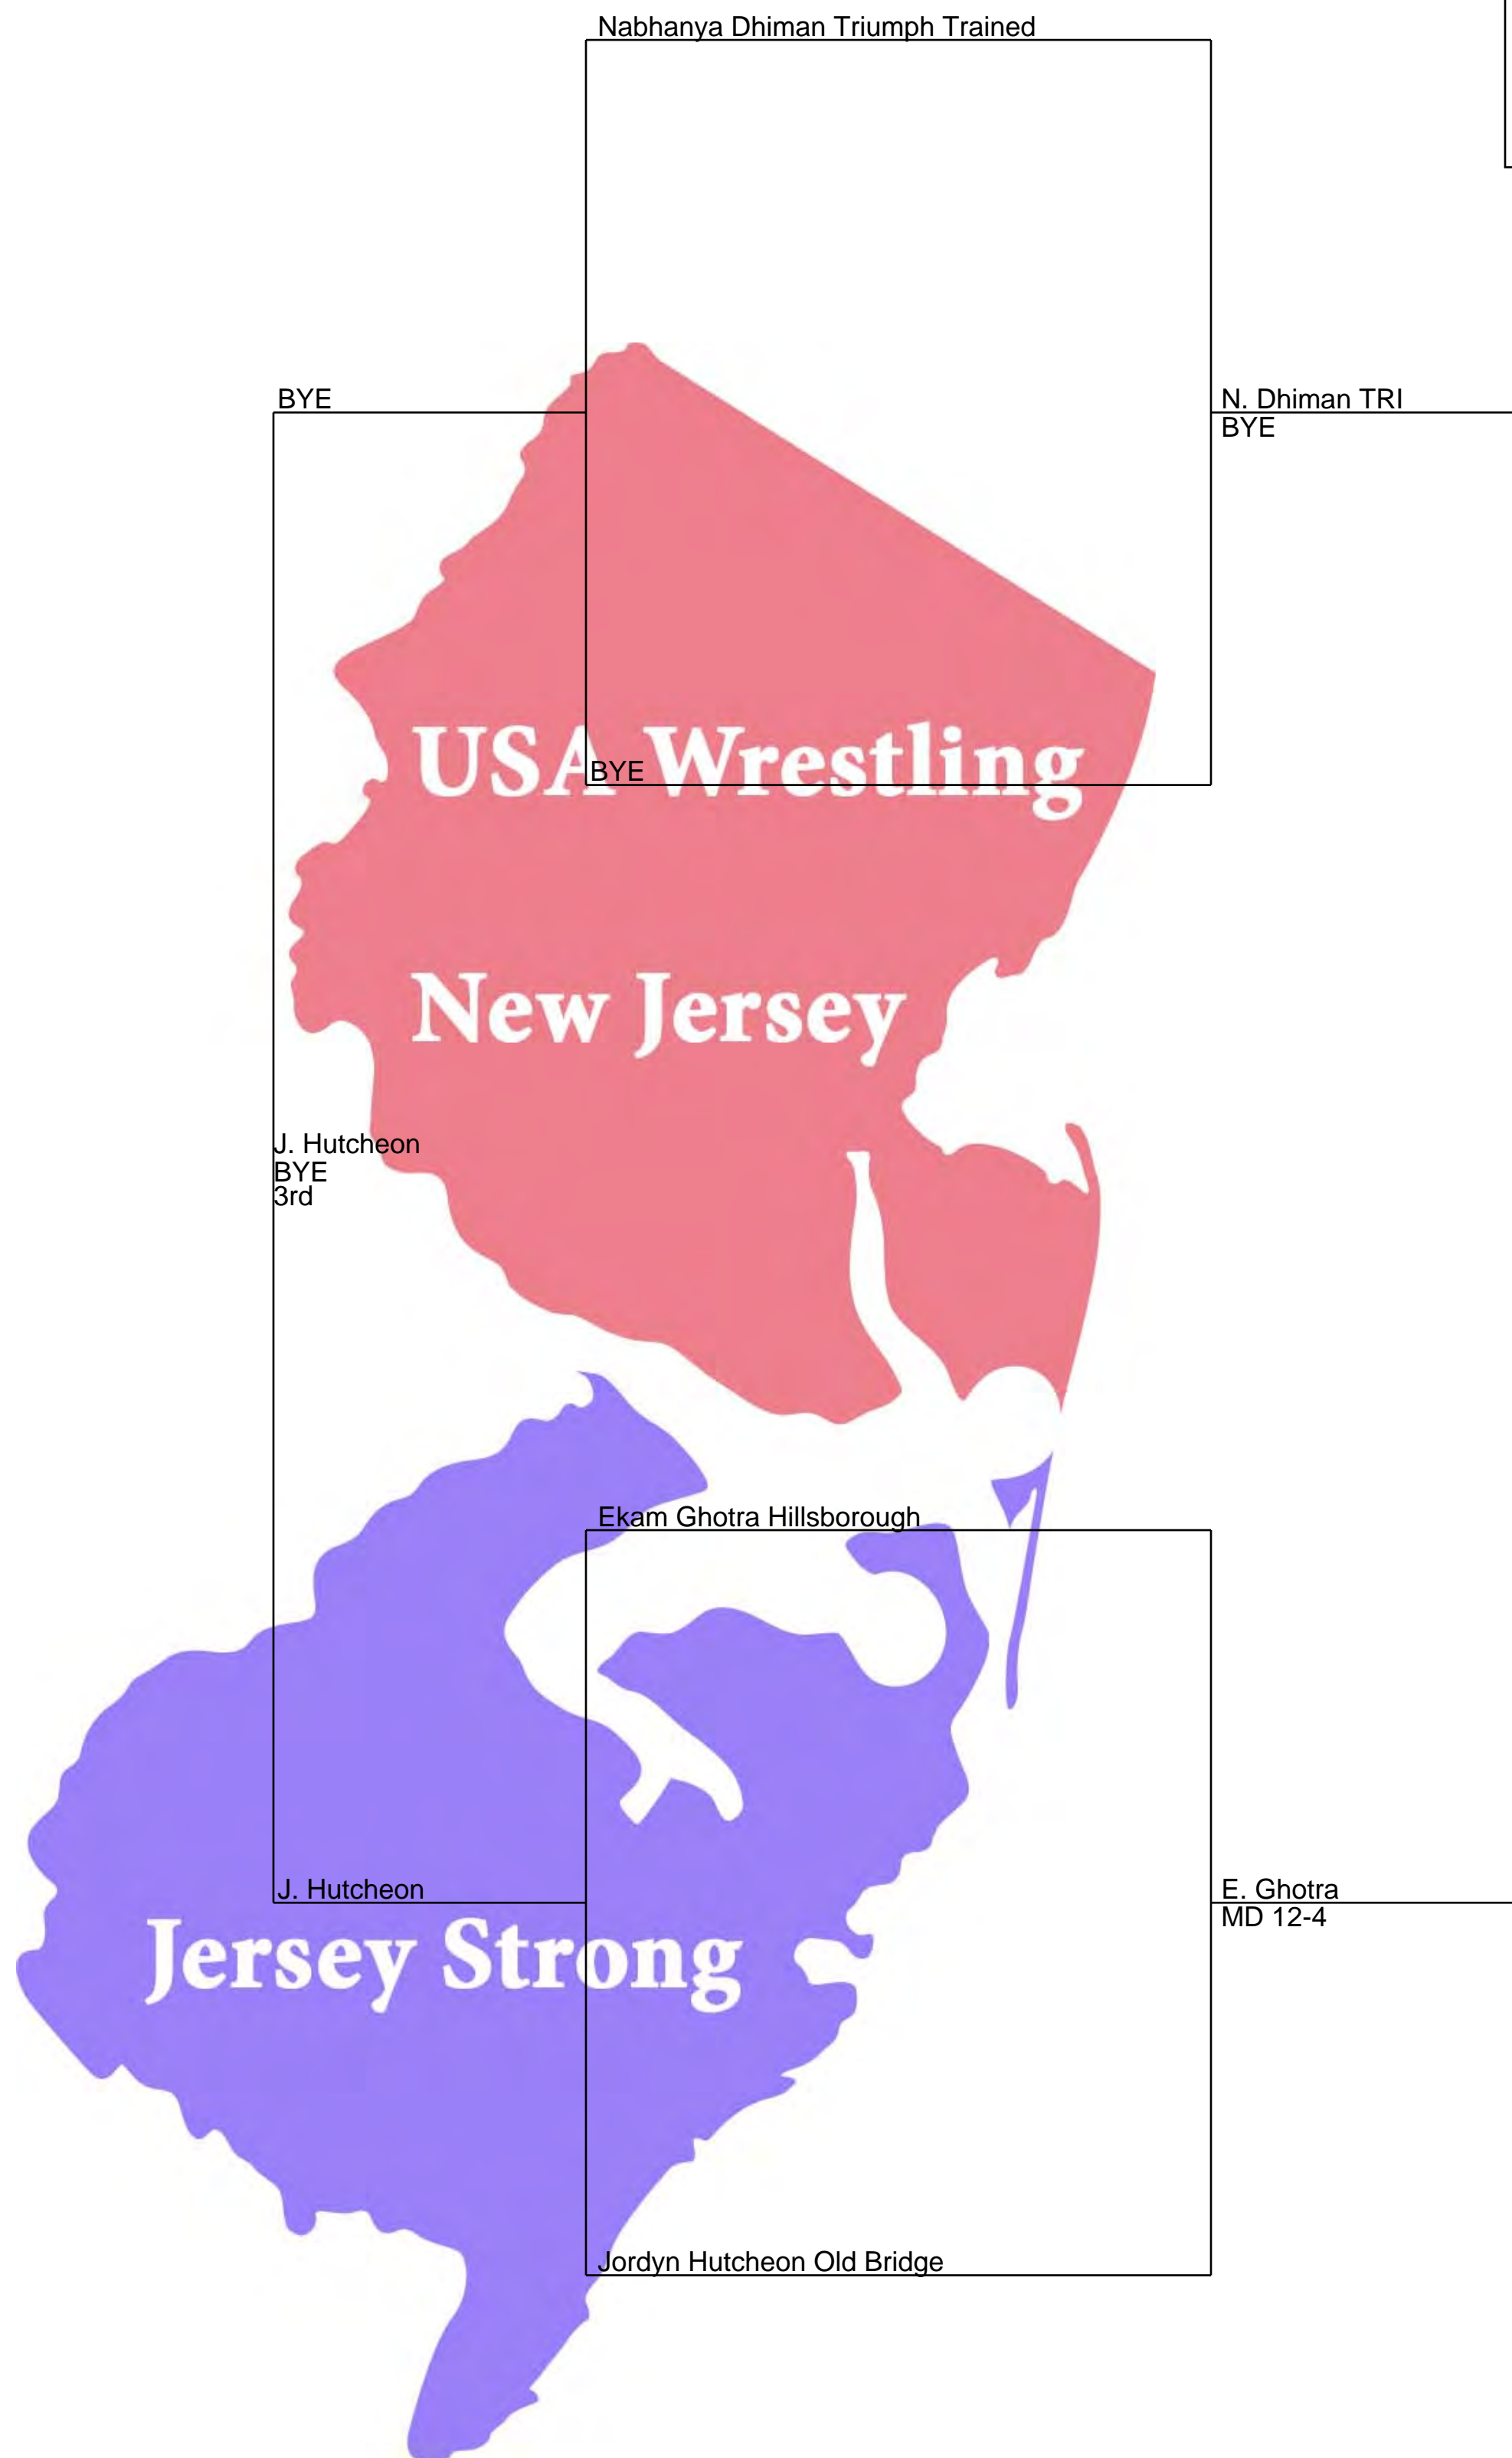 Nabhanya Dhiman Triumph Trained
BYE
N. Dhiman TRI
BYE
USA Wrestling
BYE
New Jersey
J. Hutcheon
BYE
3rd
Ekam Ghotra Hillsborough
J. Hutcheon
E. Ghotra
MD 12-4
Jersey Strong
Jordyn Hutcheon Old Bridge